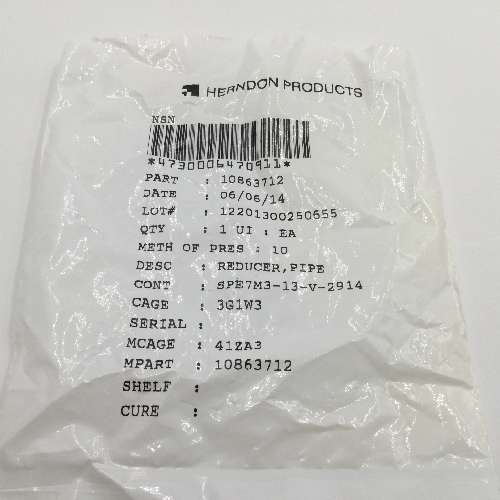 HERNDON PRODUCTS
NSN
*4730006470911*
PART : 10863712
DATE : 06/06/14
LOT# : 12201300250655
QTY : 1 UI : EA
METH OF PRES : 10
DESC : REDUCER,PIPE
CONT : SPE7M3-13-V-2914
CAGE : 3G1W3
SERIAL :
MCAGE : 41ZA3
MPART : 10863712
SHELF :
CURE :